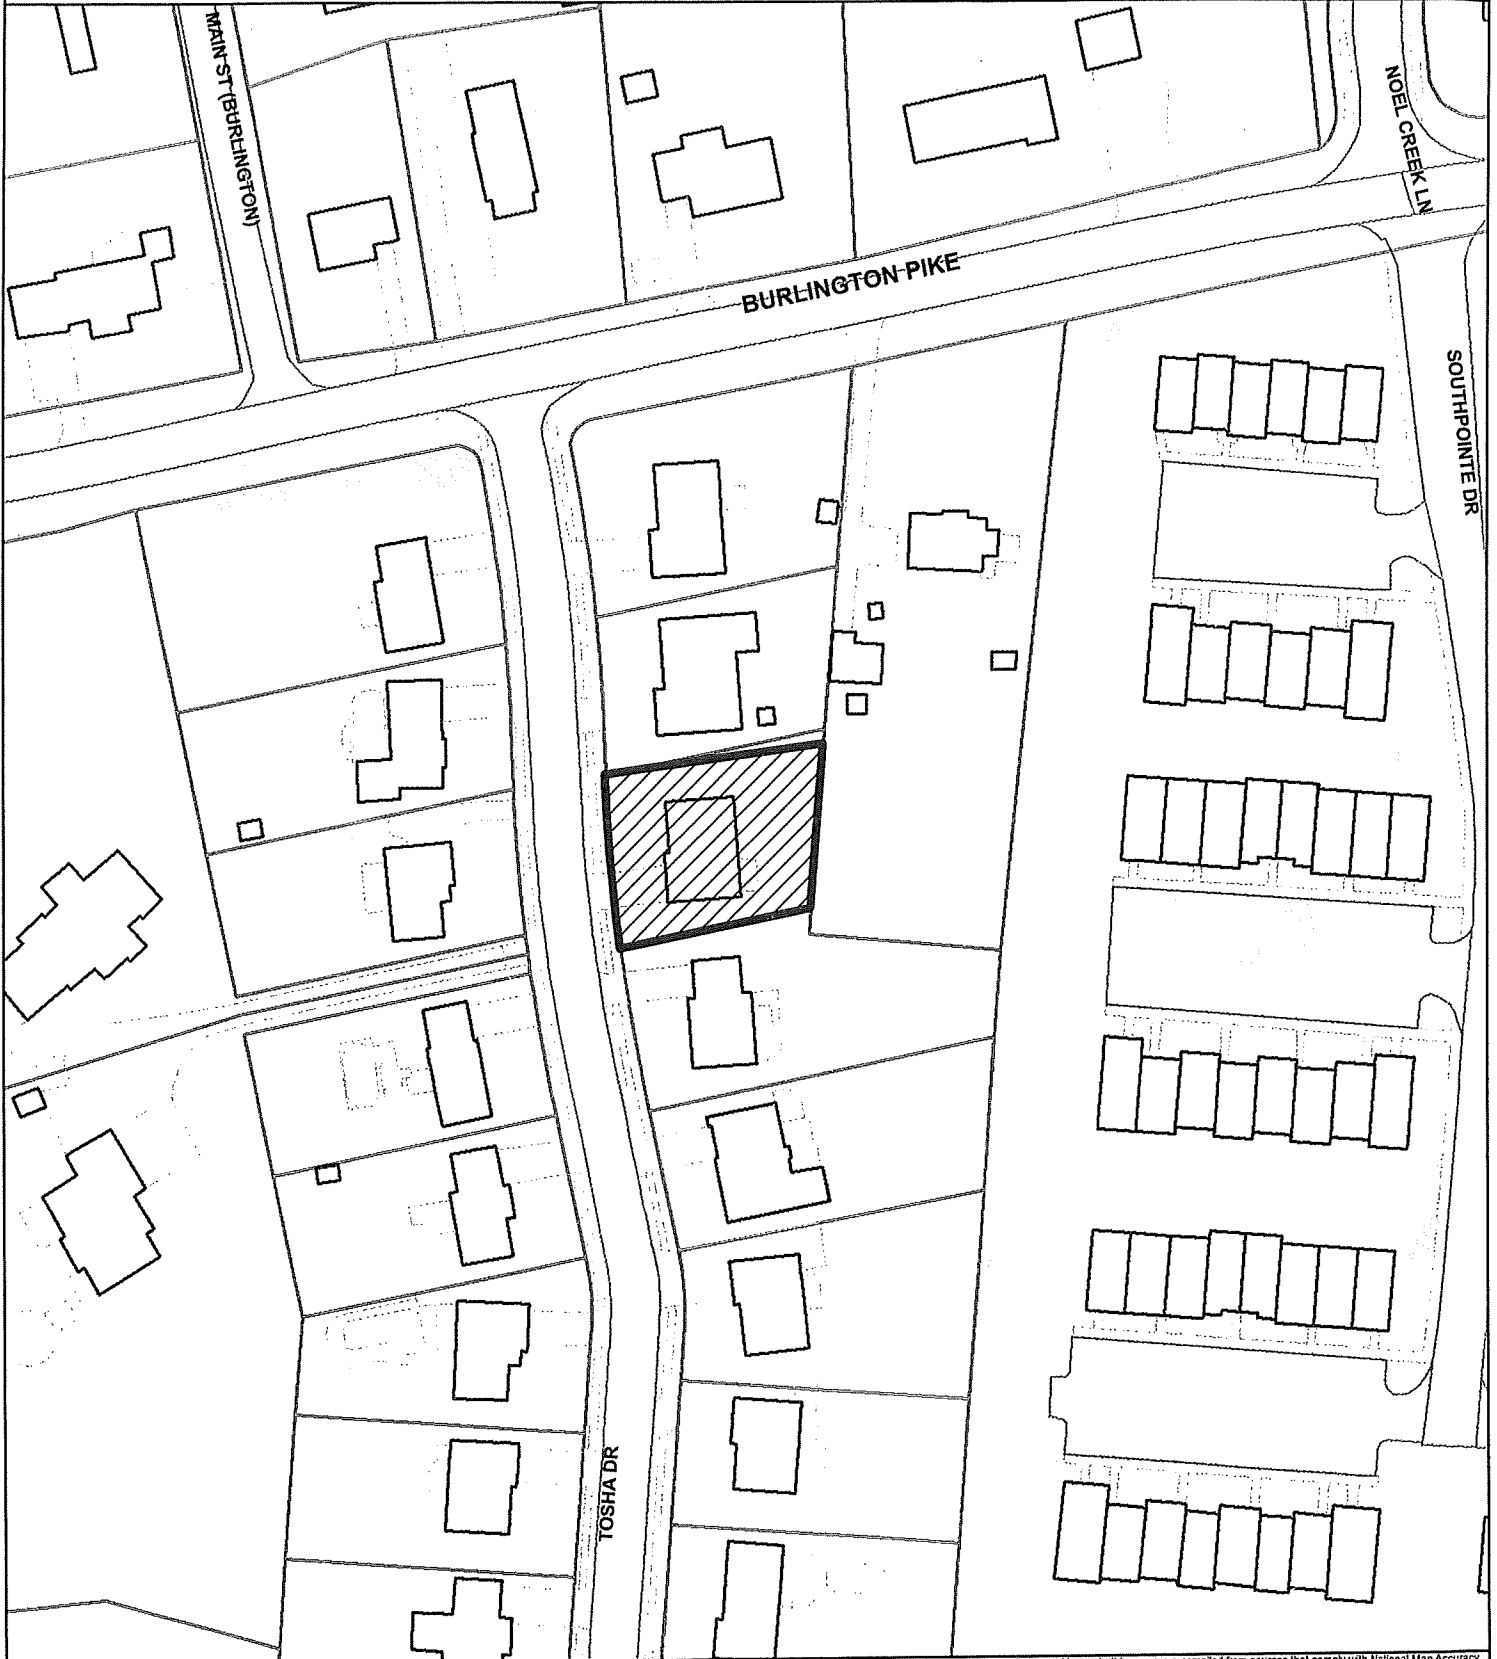 MAIN ST (BURLINGTON)
NOEL CREEK LN
BURLINGTON PIKE
SOUTHPOINTE DR
TOSHA DR